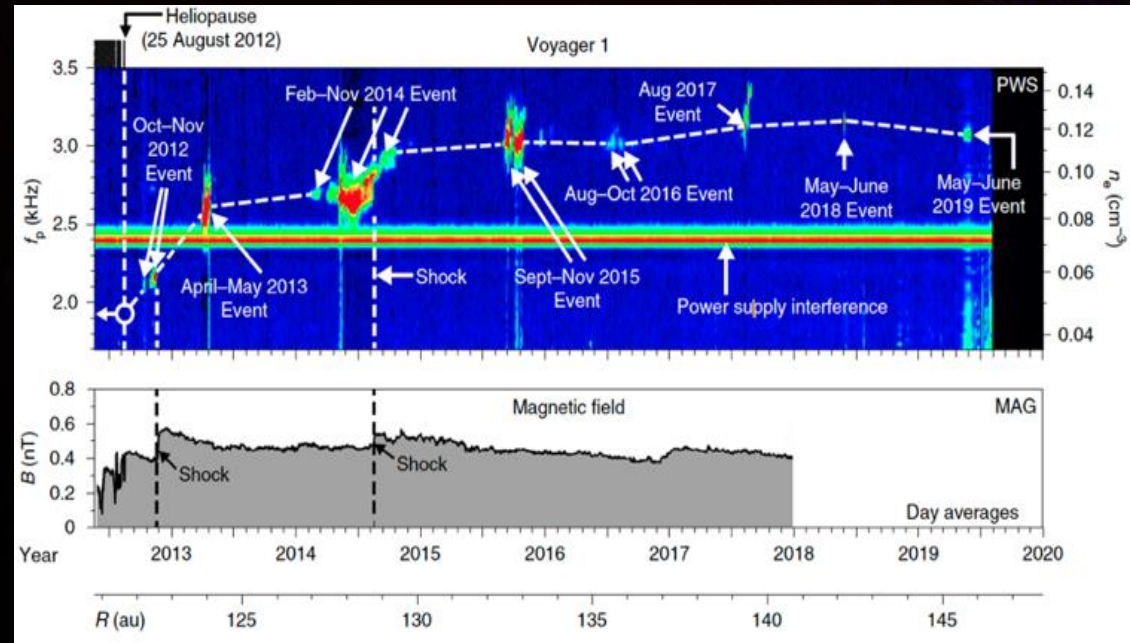 Heliopause
(25 August 2012)
Voyager 1
3.5
3.0
2.5
2.0
fp (kHz)
PWS
0.14
0.12
0.10
0.08
0.06
0.04
ne (cm–3)
Feb–Nov 2014 Event
Oct–Nov
2012
Event
Aug 2017
Event
Aug–Oct 2016 Event
May–June
2018 Event
May–June
2019 Event
April–May 2013
Event
Shock
Sept–Nov 2015
Event
Power supply interference
0.8
0.6
0.4
0.2
0
B (nT)
Magnetic field
MAG
Shock
Shock
Day averages
Year
2013
2014
2015
2016
2017
2018
2019
2020
R (au)
125
130
135
140
145